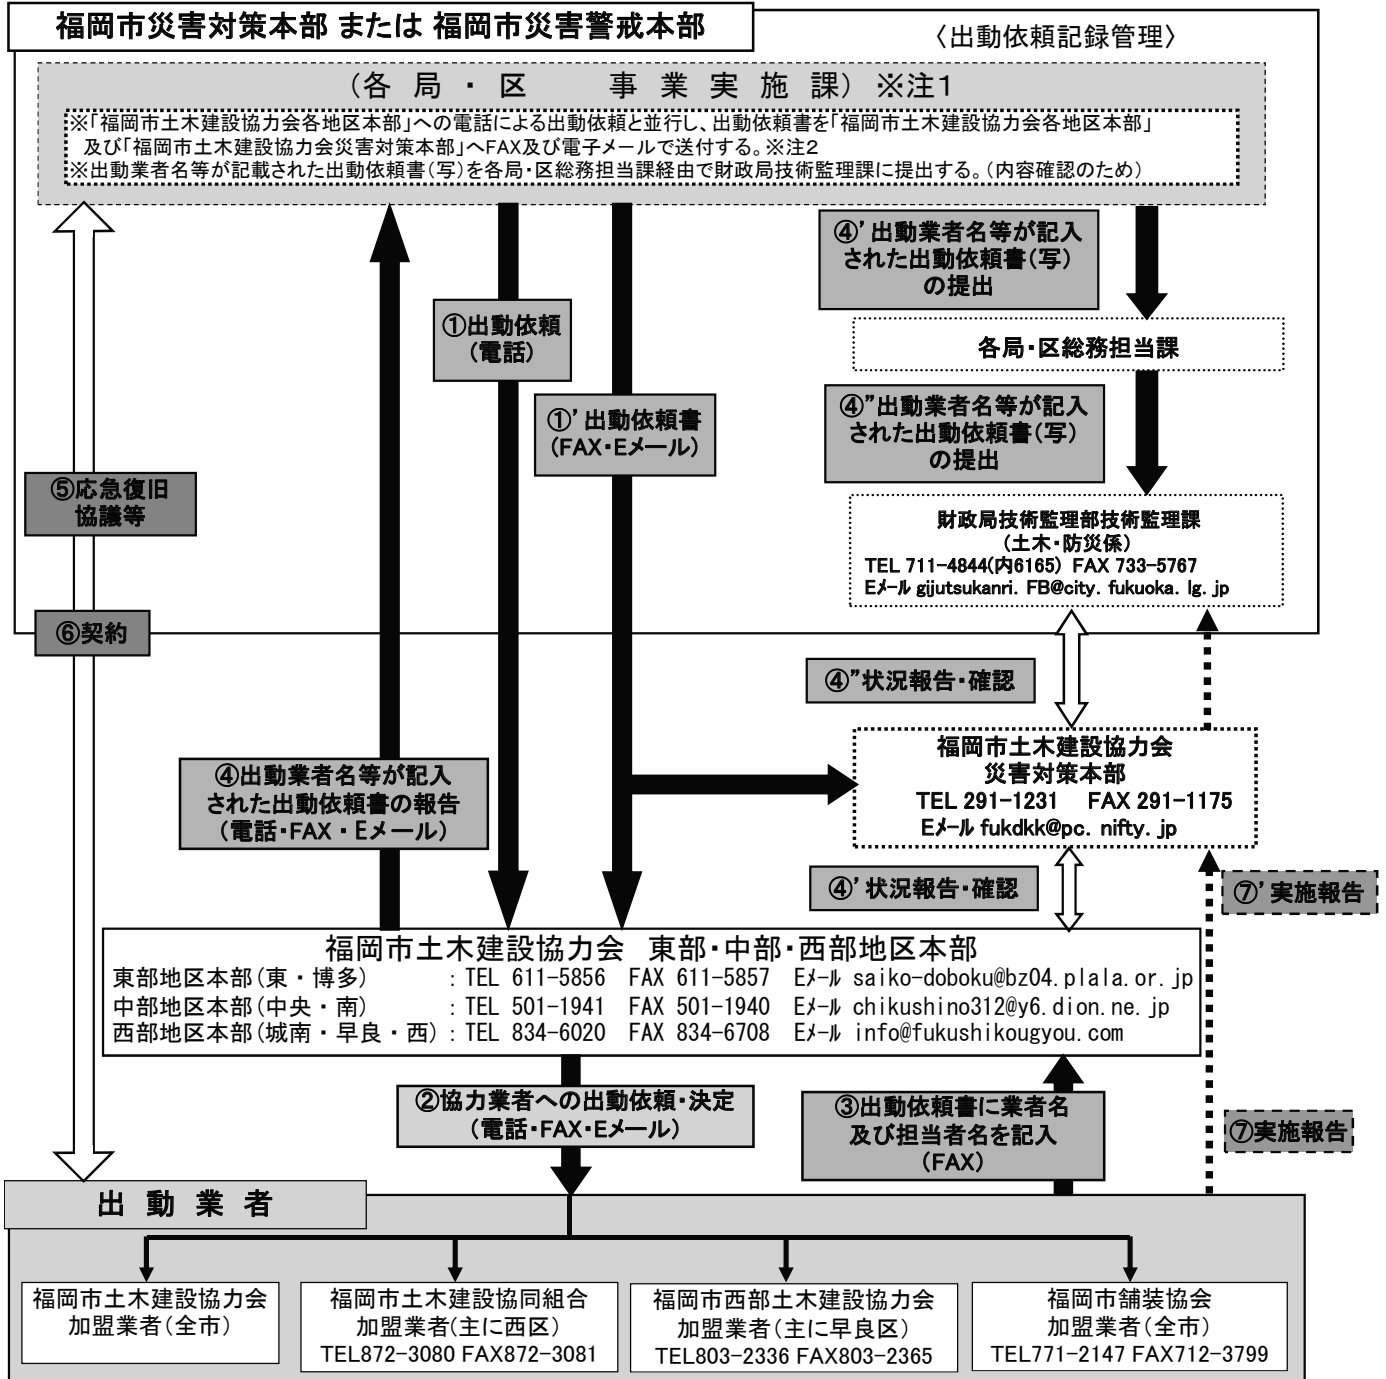 福岡市災害対策本部 または 福岡市災害警戒本部
〈出動依頼記録管理〉
(各 局 ・ 区 事 業 実 施 課) ※注1
※「福岡市土木建設協力会各地区本部」への電話による出動依頼と並行し、出動依頼書を「福岡市土木建設協力会各地区本部」
及び「福岡市土木建設協力会災害対策本部」へFAX及び電子メールで送付する。※注2
※出動業者名等が記載された出動依頼書(写)を各局・区総務担当課経由で財政局技術監理課に提出する。(内容確認のため)
④’出動業者名等が記入
された出動依頼書(写)
の提出
①出動依頼
(電話)
各局・区総務担当課
①’出動依頼書
(FAX・Eメール)
④”出動業者名等が記入
された出動依頼書(写)
の提出
⑤応急復旧
協議等
財政局技術監理部技術監理課
(土木・防災係)
TEL 711-4844(内6165) FAX 733-5767
Eメール gijutsukanri. FB@city. fukuoka. lg. jp
⑥契約
④”状況報告・確認
福岡市土木建設協力会
災害対策本部
TEL 291-1231 FAX 291-1175
Eメール fukdkk@pc. nifty. jp
④出動業者名等が記入
された出動依頼書の報告
(電話・FAX・Eメール)
④’状況報告・確認
⑦’実施報告
福岡市土木建設協力会 東部・中部・西部地区本部
東部地区本部(東・博多) : TEL 611-5856 FAX 611-5857 Eメール saiko-doboku@bz04.plala.or.jp
中部地区本部(中央・南) : TEL 501-1941 FAX 501-1940 Eメール chikushino312@y6.dion.ne.jp
西部地区本部(城南・早良・西) : TEL 834-6020 FAX 834-6708 Eメール info@fukushikougyou.com
②協力業者への出動依頼・決定
(電話・FAX・Eメール)
③出動依頼書に業者名
及び担当者名を記入
(FAX)
⑦実施報告
出 動 業 者
福岡市土木建設協力会
加盟業者(全市)
福岡市土木建設協同組合
加盟業者(主に西区)
TEL872-3080 FAX872-3081
福岡市西部土木建設協力会
加盟業者(主に早良区)
TEL803-2336 FAX803-2365
福岡市舗装協会
加盟業者(全市)
TEL771-2147 FAX712-3799